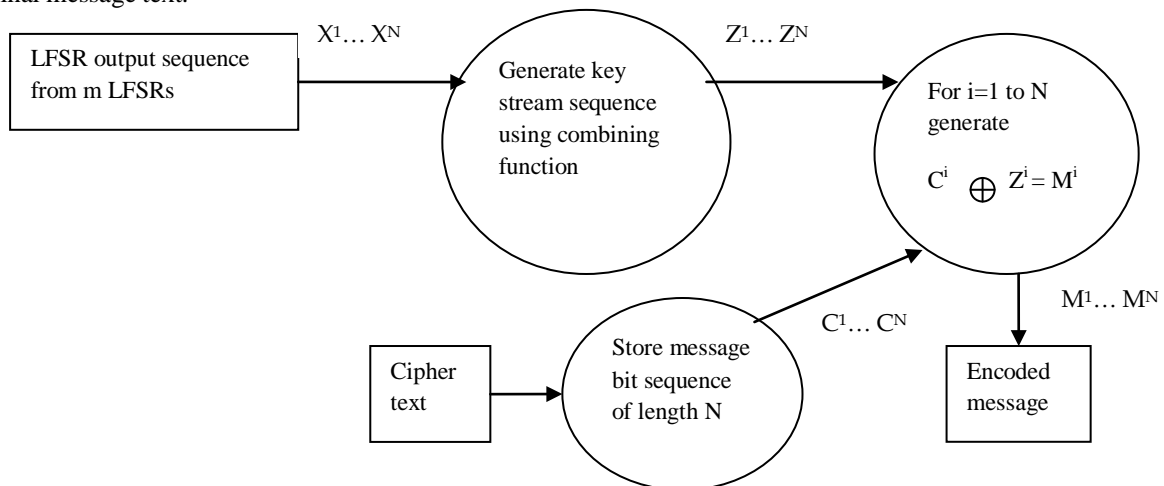 nal message text.
X¹… Xᴺ
Z¹… Zᴺ
LFSR output sequence
from m LFSRs
Generate key
stream sequence
using combining
function
For i=1 to N
generate
Cⁱ ⊕ Zⁱ = Mⁱ
M¹… Mᴺ
C¹… Cᴺ
Cipher
text
Store message
bit sequence
of length N
Encoded
message